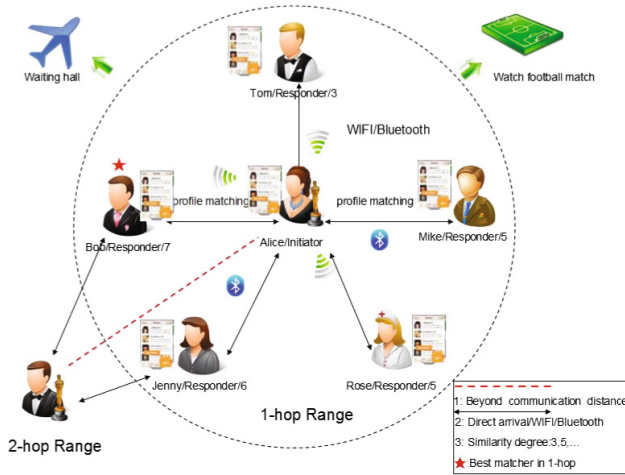 Waiting hall
Tom/Responder/3
Watch football match
WIFI/Bluetooth
profile matching
profile matching
Bob/Responder/7
Alice/Initiator
Mike/Responder/5
Jenny/Responder/6
Rose/Responder/5
1-hop Range
2-hop Range
1: Beyond communication distance
2: Direct arrival/WIFI/Bluetooth
3: Similarity degree:3,5,…
Best matcher in 1-hop